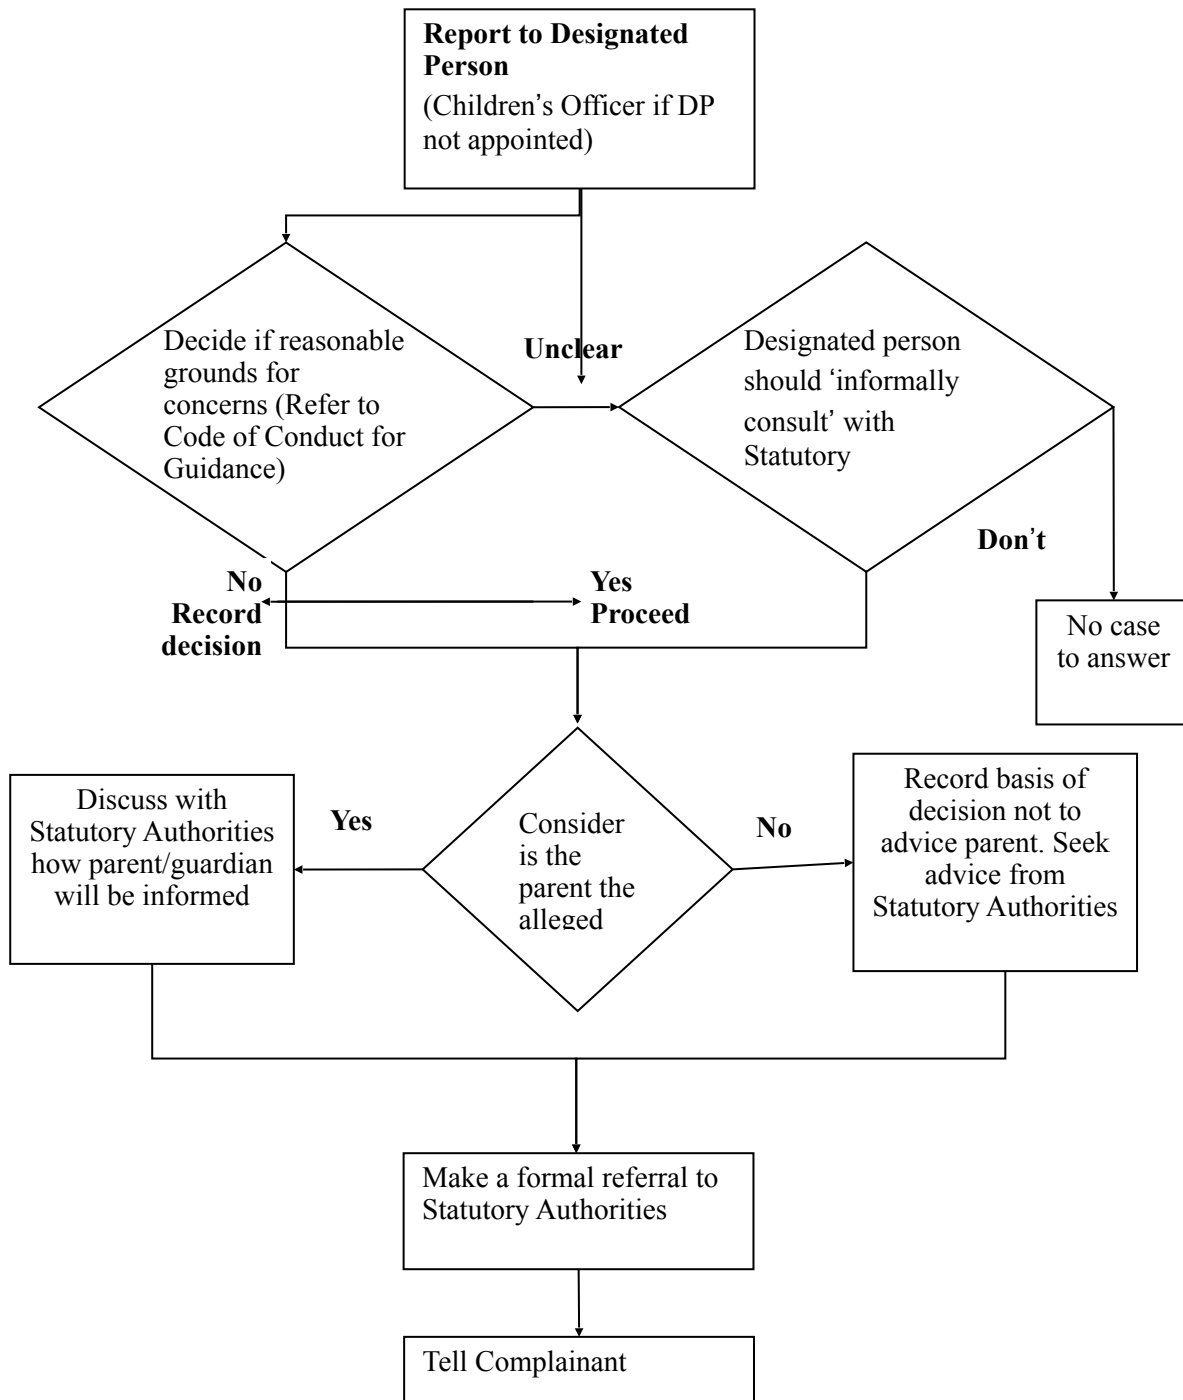 Report to Designated
Person
(Children’s Officer if DP
not appointed)
Decide if reasonable
grounds for
concerns (Refer to
Code of Conduct for
Guidance)
Unclear
Designated person
should ‘informally
consult’ with
Statutory
Don’t
No
Record
decision
Yes
Proceed
No case
to answer
Discuss with
Statutory Authorities
how parent/guardian
will be informed
Yes
Consider
is the
parent the
alleged
No
Record basis of
decision not to
advice parent. Seek
advice from
Statutory Authorities
Make a formal referral to
Statutory Authorities
Tell Complainant